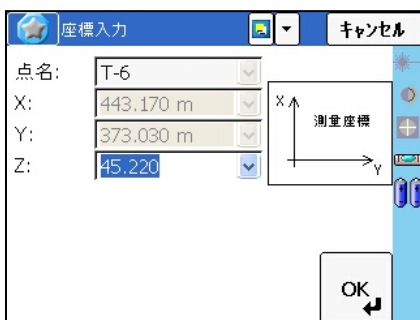 座標入力
キャンセル
点名: T-6
X: 443.170 m
Y: 373.030 m
Z: 45.220
X
測量座標
Y
OK